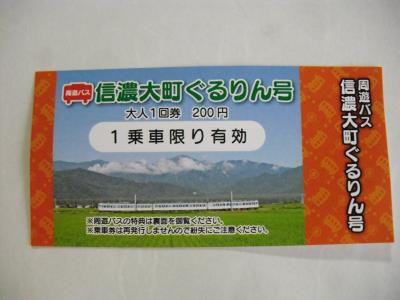 周遊バス
信濃大町ぐるりん号
大人1回券 200円
1乗車限り有効
※周遊バスの特典は裏面を御覧ください。
※乗車券は再発行しませんので紛失にご注意ください。
周遊バス
信濃大町ぐるりん号